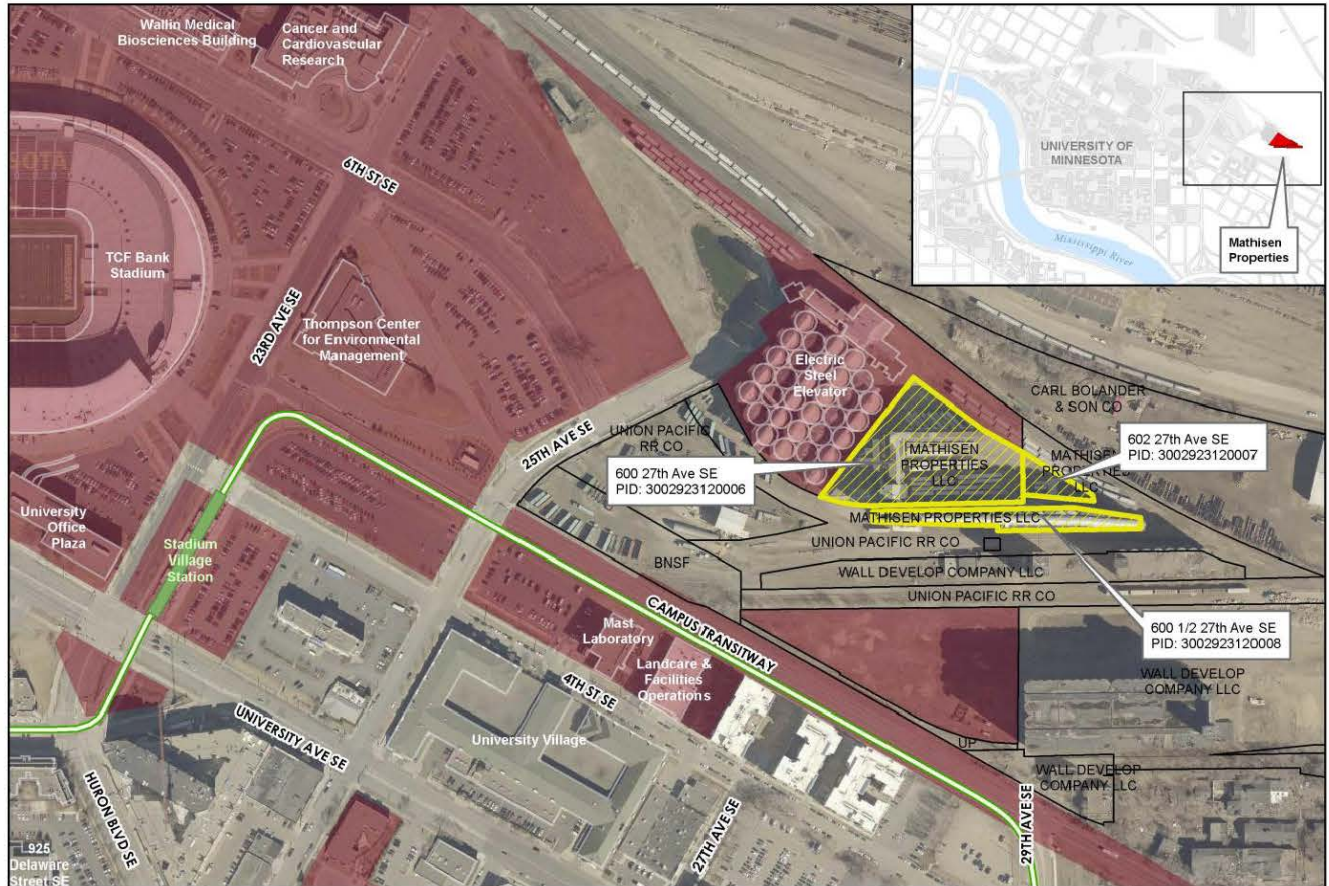 Wallin Medical
Biosciences Building
Cancer and
Cardiovascular
Research
UNIVERSITY OF
MINNESOTA
Mississippi River
Mathisen
Properties
6TH ST SE
TCF Bank
Stadium
23RD AVE SE
Thompson Center
for Environmental
Management
Electric
Steel
Elevator
CARL BOLANDER
& SON CO
25TH AVE SE
UNION PACIFIC
RR CO
MATHISEN
PROPERTIES
LLC
MATHISEN
PROPERTIES
LLC
602 27th Ave SE
PID: 3002923120007
600 27th Ave SE
PID: 3002923120006
MATHISEN PROPERTIES LLC
UNION PACIFIC RR CO
BNSF
WALL DEVELOP COMPANY LLC
UNION PACIFIC RR CO
University
Office
Plaza
Stadium
Village
Station
CAMPUS TRANSITWAY
Mast
Laboratory
Landcare &
Facilities
Operations
4TH ST SE
600 1/2 27th Ave SE
PID: 3002923120008
WALL DEVELOP
COMPANY LLC
UNIVERSITY AVE SE
University Village
UP
WALL DEVELOP
COMPANY LLC
HURON BLVD SE
27TH AVE SE
29TH AVE SE
925
Delaware
Street SE